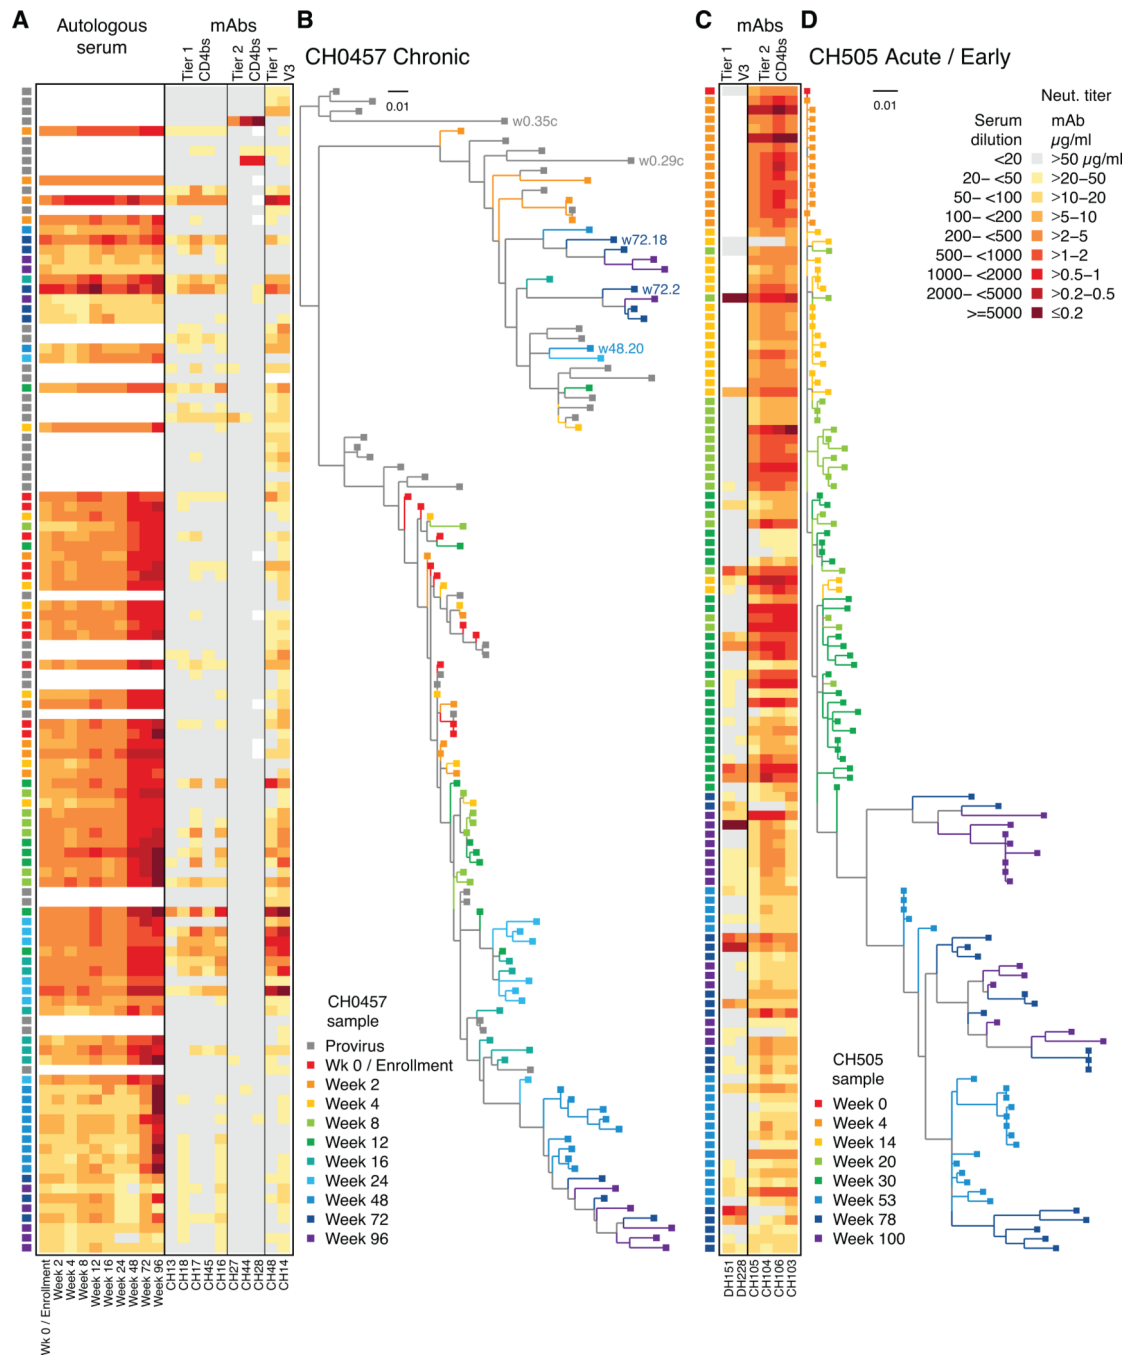 A
Autologous
serum
mAbs
Tier 1
CD4bs
Tier 2
CD4bs
Tier 1
V3
B
CH0457 Chronic
0.01
w0.35c
w0.29c
w72.18
w72.2
w48.20
CH0457
sample
Provirus
Wk 0 / Enrollment
Week 2
Week 4
Week 8
Week 12
Week 16
Week 24
Week 48
Week 72
Week 96
Wk 0 / Enrollment
Week 2
Week 4
Week 8
Week 12
Week 16
Week 24
Week 48
Week 72
Week 96
CH13
CH18
CH17
CH45
CH16
CH27
CH44
CH28
CH48
CH14
C
mAbs
Tier 1
V3
Tier 2
CD4bs
DH151
DH228
CH105
CH104
CH106
CH103
D
CH505 Acute / Early
0.01
Neut. titer
Serum mAb
dilution µg/ml
<20 >50 µg/ml
20– <50 >20–50
50– <100 >10–20
100– <200 >5–10
200– <500 >2–5
500– <1000 >1–2
1000– <2000 >0.5–1
2000– <5000 >0.2–0.5
>=5000 ≤0.2
CH505
sample
Week 0
Week 4
Week 14
Week 20
Week 30
Week 53
Week 78
Week 100